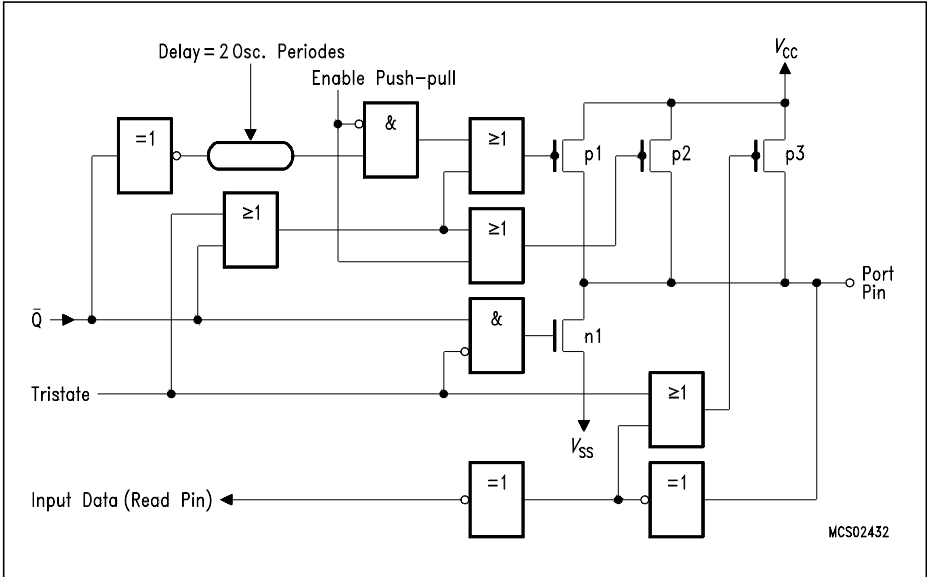 Delay = 2 Osc. Periodes
Enable Push-pull
VCC
=1
&
≥1
p1
p2
p3
≥1
≥1
Port
Pin
Q̄
&
n1
Tristate
≥1
VSS
Input Data (Read Pin)
=1
=1
MCS02432